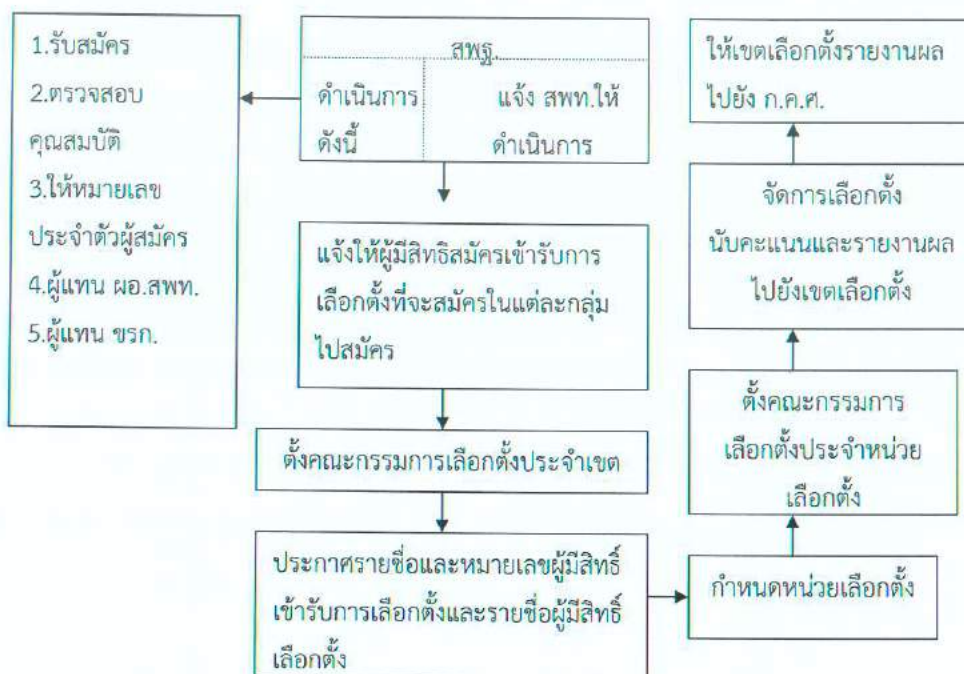 สพฐ.
ดำเนินการ
ดังนี้
แจ้ง สพท.ให้
ดำเนินการ
1.รับสมัคร
2.ตรวจสอบ
คุณสมบัติ
3.ให้หมายเลข
ประจำตัวผู้สมัคร
4.ผู้แทน ผอ.สพท.
5.ผู้แทน ขรก.
แจ้งให้ผู้มีสิทธิสมัครเข้ารับการ
เลือกตั้งที่จะสมัครในแต่ละกลุ่ม
ไปสมัคร
ตั้งคณะกรรมการเลือกตั้งประจำเขต
ประกาศรายชื่อและหมายเลขผู้มีสิทธิ์
เข้ารับการเลือกตั้งและรายชื่อผู้มีสิทธิ์
เลือกตั้ง
กำหนดหน่วยเลือกตั้ง
ตั้งคณะกรรมการ
เลือกตั้งประจำหน่วย
เลือกตั้ง
จัดการเลือกตั้ง
นับคะแนนและรายงานผล
ไปยังเขตเลือกตั้ง
ให้เขตเลือกตั้งรายงานผล
ไปยัง ก.ค.ศ.